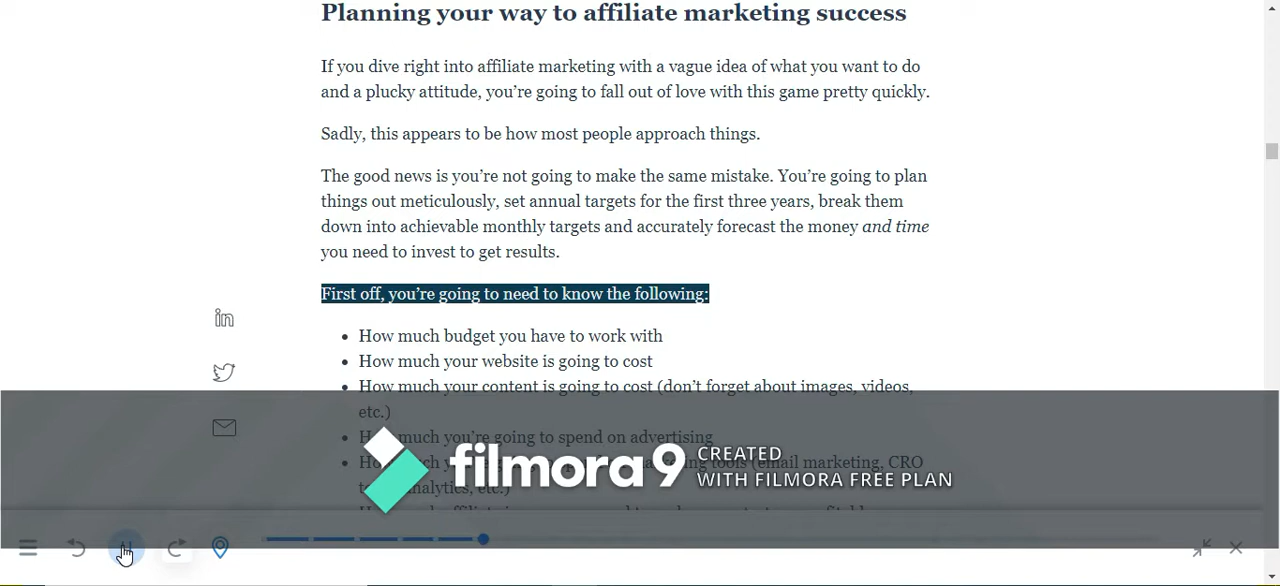 Planning your way to affiliate marketing success
If you dive right into affiliate marketing with a vague idea of what you want to do
and a plucky attitude, you’re going to fall out of love with this game pretty quickly.
Sadly, this appears to be how most people approach things.
The good news is you’re not going to make the same mistake. You’re going to plan
things out meticulously, set annual targets for the first three years, break them
down into achievable monthly targets and accurately forecast the money and time
you need to invest to get results.
First off, you’re going to need to know the following:
• How much budget you have to work with
• How much your website is going to cost
• How much your content is going to cost (don’t forget about images, videos,
etc.)
much you’re going to spend on advertising
(email marketing, CRO
analytics, etc.)
filmora9
CREATED
WITH FILMORA FREE PLAN